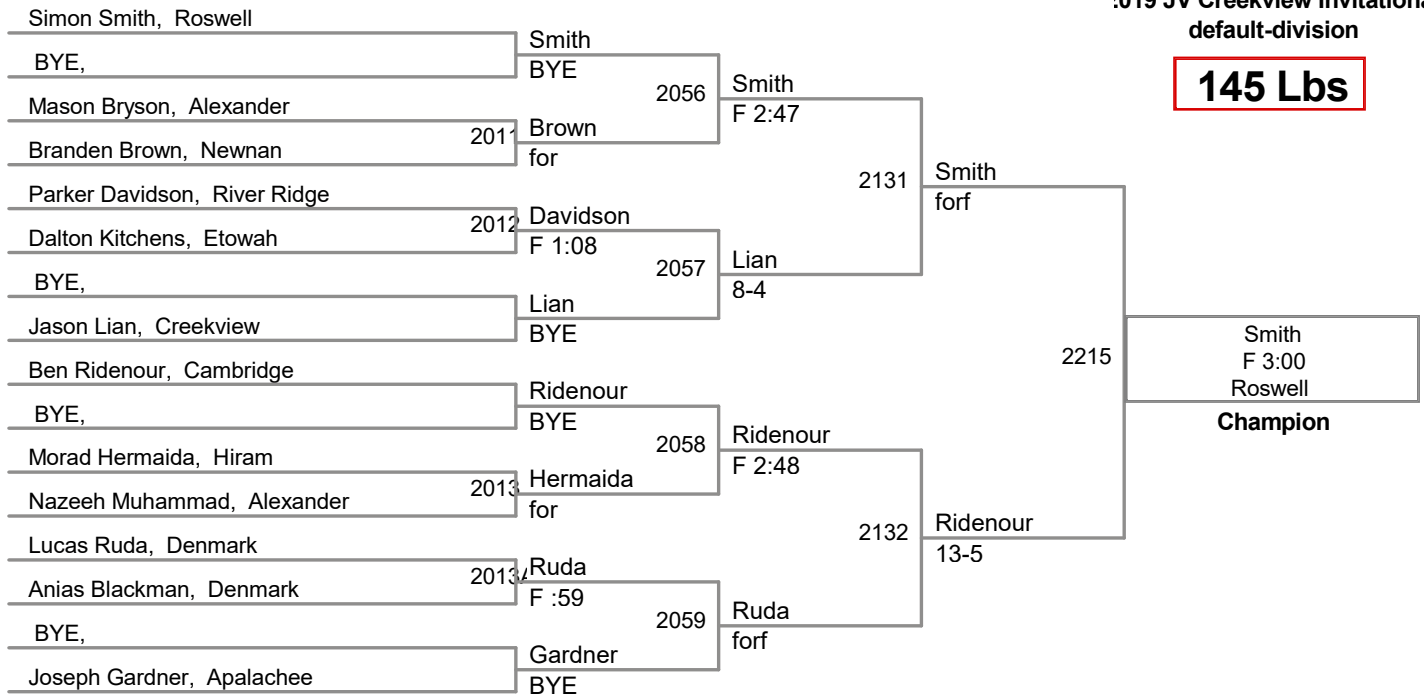 :019 JV Creekview Invitationa
default-division
145 Lbs
Simon Smith, Roswell
BYE,
Mason Bryson, Alexander
Branden Brown, Newnan
Parker Davidson, River Ridge
Dalton Kitchens, Etowah
BYE,
Jason Lian, Creekview
Ben Ridenour, Cambridge
BYE,
Morad Hermaida, Hiram
Nazeeh Muhammad, Alexander
Lucas Ruda, Denmark
Anias Blackman, Denmark
BYE,
Joseph Gardner, Apalachee
2011
2012
2013
2013A
Smith
BYE
Brown
for
Davidson
F 1:08
Lian
BYE
Ridenour
BYE
Hermaida
for
Ruda
F :59
Gardner
BYE
2056
2057
2058
2059
Smith
F 2:47
Lian
8-4
Ridenour
F 2:48
Ruda
forf
2131
2132
Smith
forf
Ridenour
13-5
2215
Smith
F 3:00
Roswell
Champion